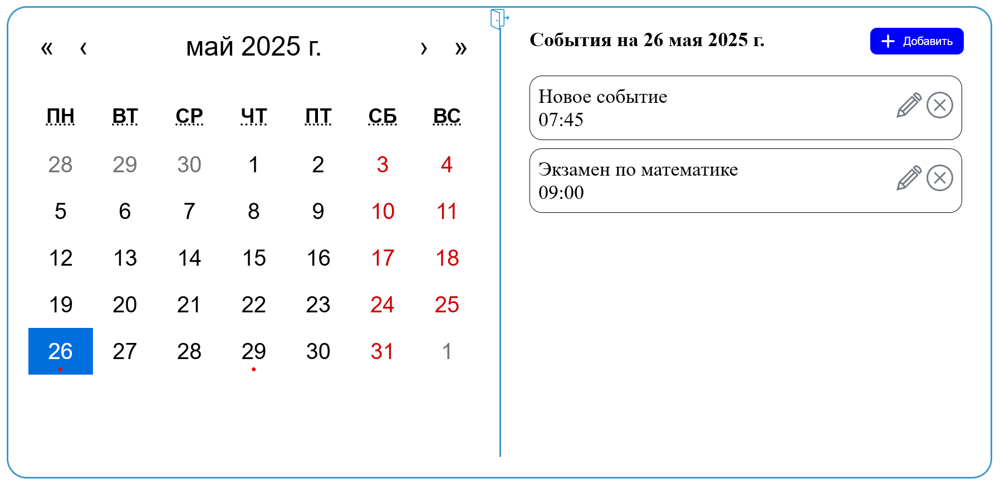 « ‹ май 2025 г. › »
ПН ВТ СР ЧТ ПТ СБ ВС
28 29 30 1 2 3 4
5 6 7 8 9 10 11
12 13 14 15 16 17 18
19 20 21 22 23 24 25
26 27 28 29 30 31 1
События на 26 мая 2025 г.
Добавить
Новое событие
07:45
Экзамен по математике
09:00